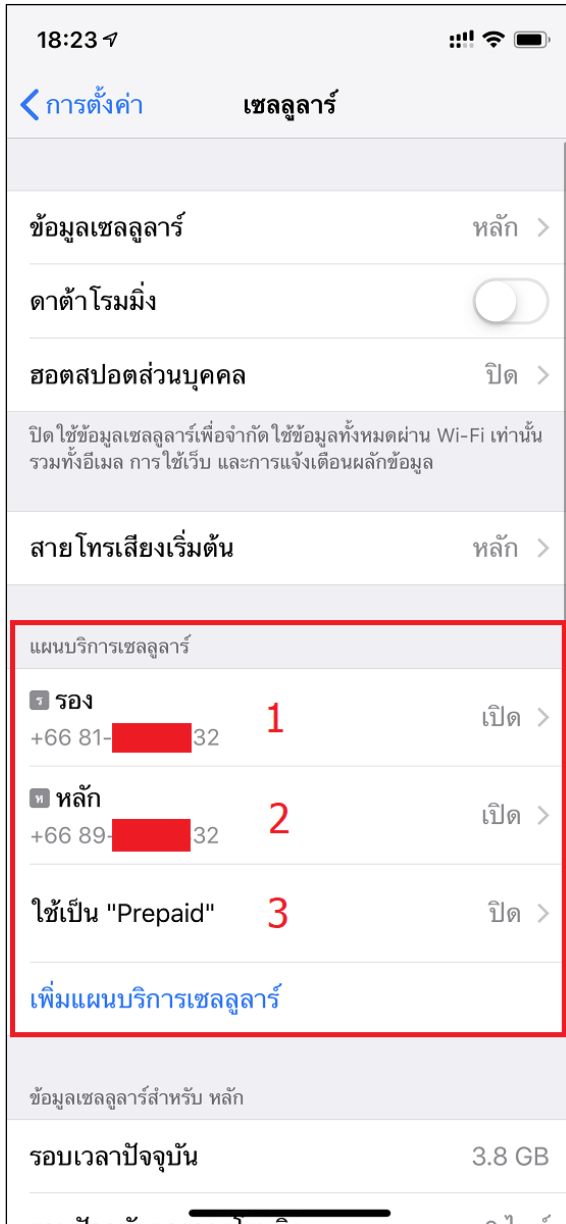 18:23
การตั้งค่า
เซลลูลาร์
ข้อมูลเซลลูลาร์ หลัก
ดาต้าโรมมิ่ง
ฮอตสปอตส่วนบุคคล ปิด
ปิดใช้ข้อมูลเซลลูลาร์เพื่อจำกัดใช้ข้อมูลทั้งหมดผ่าน Wi-Fi เท่านั้น
รวมทั้งอีเมล การใช้เว็บ และการแจ้งเตือนผลักข้อมูล
สายโทรเสียงเริ่มต้น หลัก
แผนบริการเซลลูลาร์
ร รอง 1 เปิด
+66 81- 32
ห หลัก 2 เปิด
+66 89- 32
ใช้เป็น "Prepaid" 3 ปิด
เพิ่มแผนบริการเซลลูลาร์
ข้อมูลเซลลูลาร์สำหรับ หลัก
รอบเวลาปัจจุบัน 3.8 GB